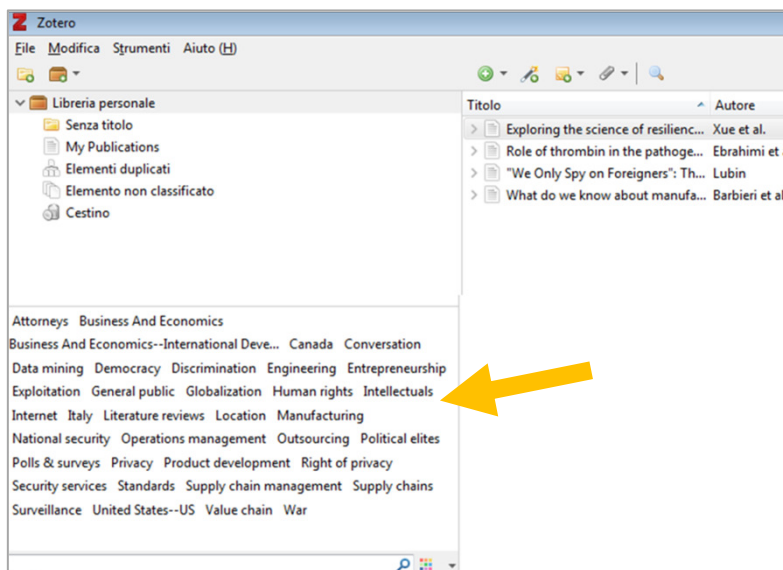 Zotero
File Modifica Strumenti Aiuto (H)
Libreria personale
Senza titolo
My Publications
Elementi duplicati
Elemento non classificato
Cestino
Titolo Autore
Exploring the science of resilienc... Xue et al.
Role of thrombin in the pathoge... Ebrahimi et
"We Only Spy on Foreigners": Th... Lubin
What do we know about manufa... Barbieri et al
Attorneys Business And Economics
Business And Economics--International Deve... Canada Conversation
Data mining Democracy Discrimination Engineering Entrepreneurship
Exploitation General public Globalization Human rights Intellectuals
Internet Italy Literature reviews Location Manufacturing
National security Operations management Outsourcing Political elites
Polls & surveys Privacy Product development Right of privacy
Security services Standards Supply chain management Supply chains
Surveillance United States--US Value chain War